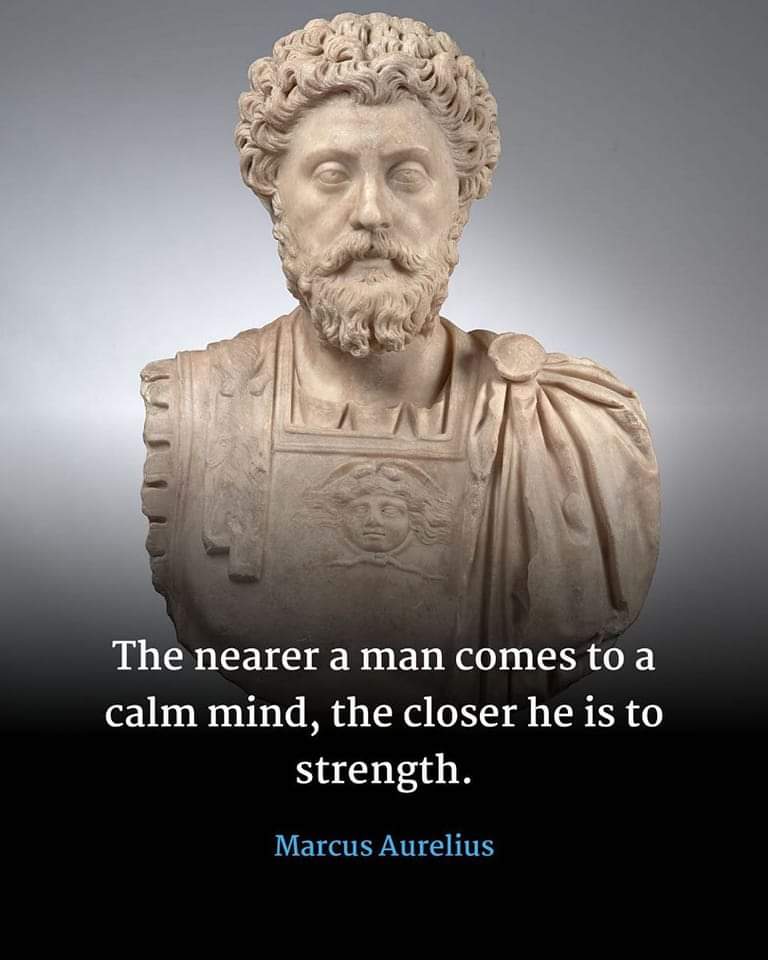 The nearer a man comes to a
calm mind, the closer he is to
strength.
Marcus Aurelius